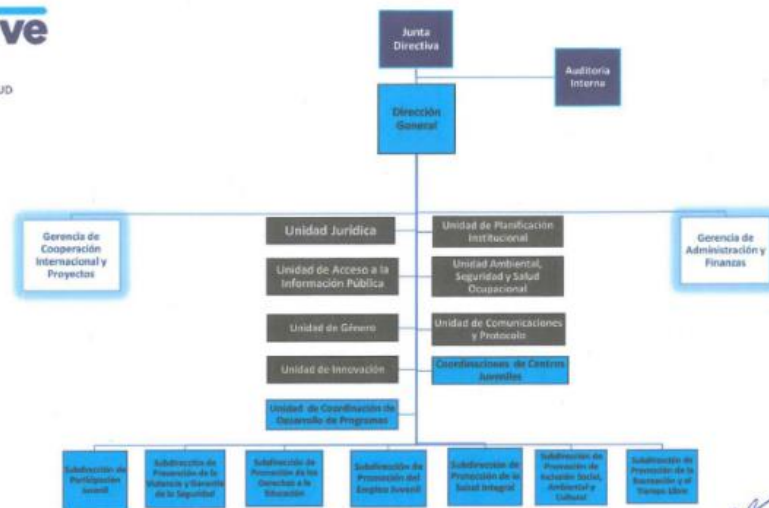 ve
UD
Junta
Directiva
Auditoria
Interna
Dirección
General
Gerencia de
Cooperación
Internacional y
Proyectos
Unidad Jurídica
Unidad de Planificación
Institucional
Gerencia de
Administración y
Finanzas
Unidad de Acceso a la
Información Pública
Unidad Ambiental,
Seguridad y Salud
Ocupacional
Unidad de Género
Unidad de Comunicaciones
y Protocolo
Unidad de Innovación
Coordinaciones de Centros
Juveniles
Unidad de Coordinación de
Desarrollo de Programas
Subdirección de
Participación
Juvenil
Subdirección de
Prevención de la
Violencia y Garante
de la Seguridad
Subdirección de
Promoción de los
Derechos a la
Educación
Subdirección de
Promoción del
Empleo Juvenil
Subdirección de
Promoción de la
Salud Integral
Subdirección de
Promoción de
Inclusión Social,
Ambiental y
Cultural
Subdirección de
Promoción de la
Recreación y el
Tiempo Libre